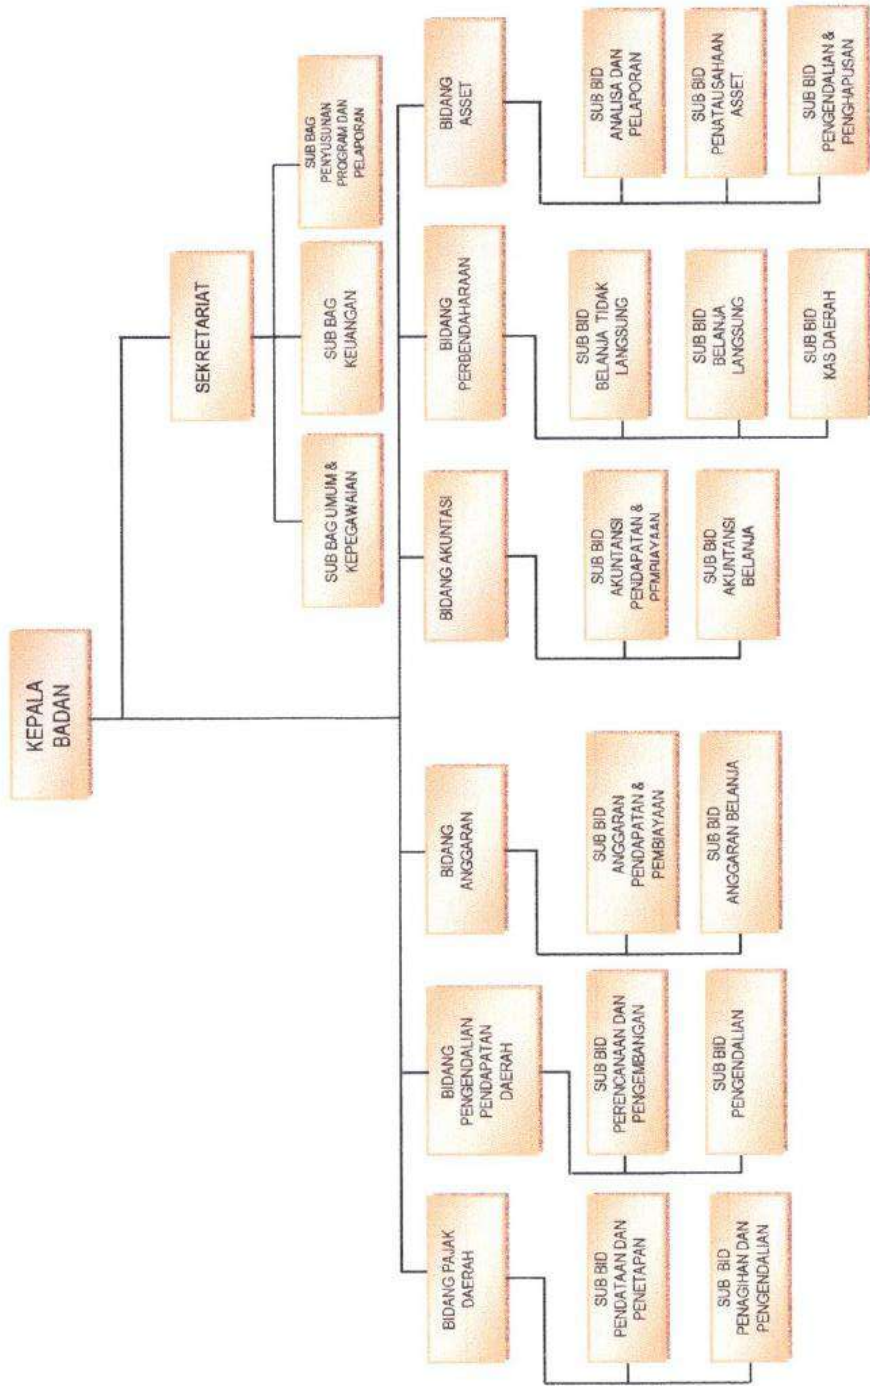 KEPALA
BADAN
SEKRETARIAT
SUB BAG UMUM &
KEPEGAWAIAN
SUB BAG
KEUANGAN
SUB BAG
PENYUSUNAN
PROGRAM DAN
PELAPORAN
BIDANG PAJAK
DAERAH
BIDANG
PENGENDALIAN
PENDAPATAN
DAERAH
BIDANG
ANGGARAN
BIDANG AKUNTASI
BIDANG
PERBENDAHARAAN
BIDANG
ASSET
SUB BID
PENDATAAN DAN
PENETAPAN
SUB BID
PERENCANAAN DAN
PENGEMBANGAN
SUB BID
ANGGARAN
PENDAPATAN &
PEMBIAYAAN
SUB BID
AKUNTANSI
PENDAPATAN &
PEMBIAYAAN
SUB BID
BELANJA TIDAK
LANGSUNG
SUB BID
ANALISA DAN
PELAPORAN
SUB BID
PENAGIHAN DAN
PENGENDALIAN
SUB BID
PENGENDALIAN
SUB BID
ANGGARAN BELANJA
SUB BID
AKUNTANSI
BELANJA
SUB BID
BELANJA
LANGSUNG
SUB BID
PENATAUSAHAAN
ASSET
SUB BID
KAS DAERAH
SUB BID
PENGENDALIAN &
PENGHAPUSAN